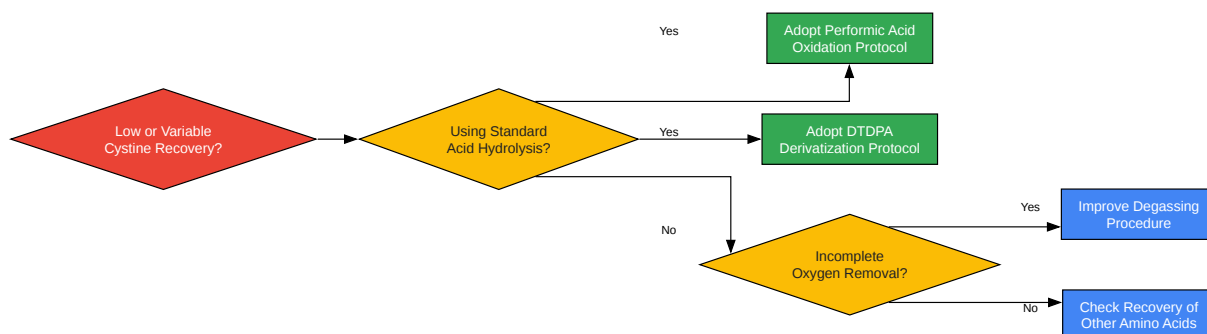 Yes
Adopt Performic Acid
Oxidation Protocol
Low or Variable
Cystine Recovery?
Using Standard
Acid Hydrolysis?
Yes
Adopt DTDPA
Derivatization Protocol
No
Yes
Improve Degassing
Procedure
Incomplete
Oxygen Removal?
No
Check Recovery of
Other Amino Acids